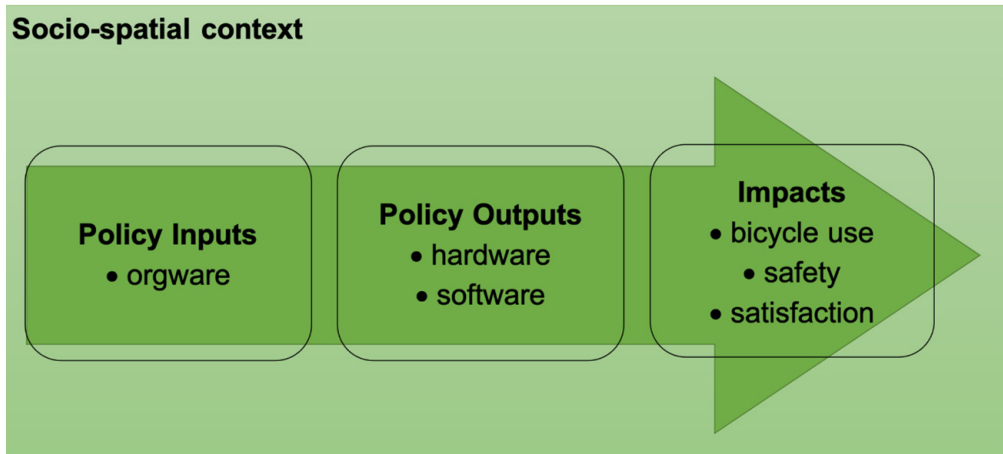 Socio-spatial context
Policy Inputs
• orgware
Policy Outputs
• hardware
• software
Impacts
• bicycle use
• safety
• satisfaction